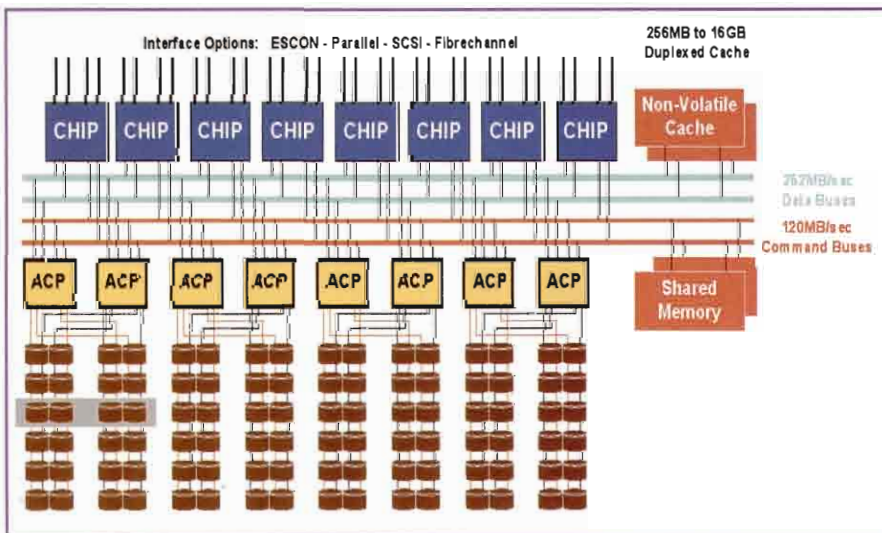 Interface Options: ESCON - Parallel - SCSI - Fibrechannel
256MB to 16GB
Duplexed Cache
CHIP CHIP CHIP CHIP CHIP CHIP CHIP CHIP
Non-Volatile
Cache
Data Buses
120MB/sec
Command Buses
ACP ACP ACP ACP ACP ACP ACP ACP
Shared
Memory